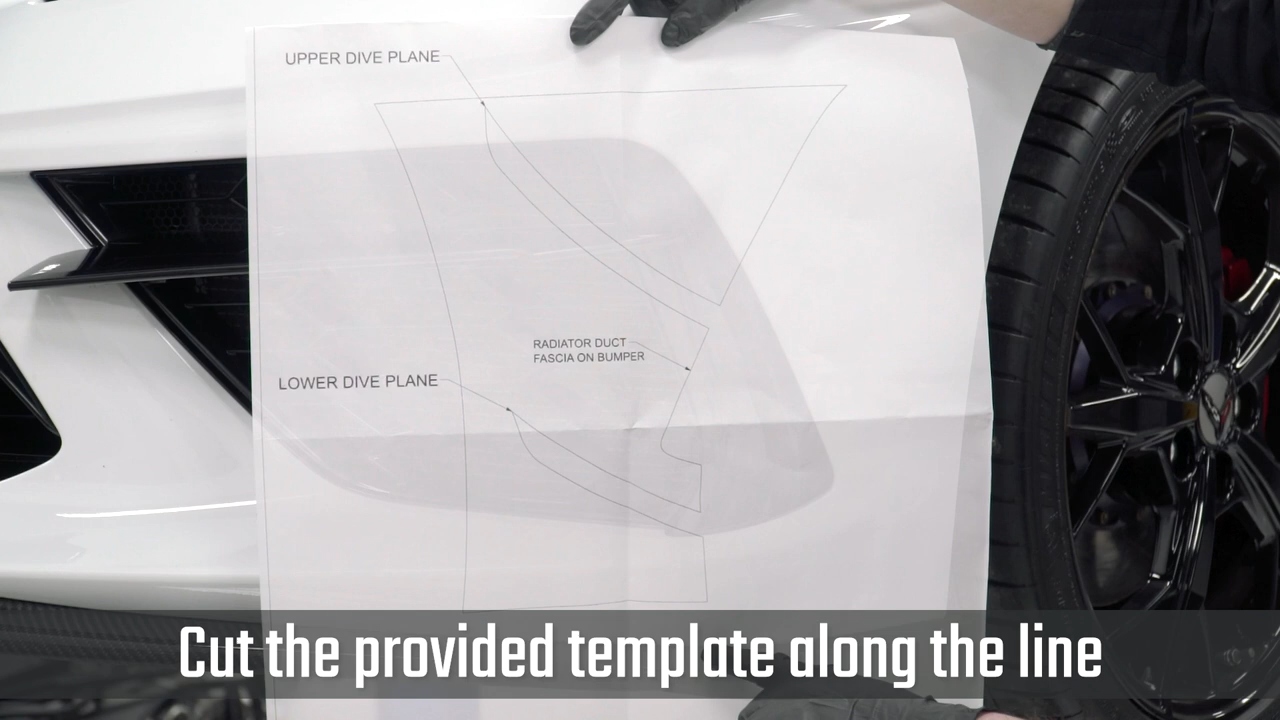 UPPER DIVE PLANE
RADIATOR DUCT
FASCIA ON BUMPER
LOWER DIVE PLANE
Cut the provided template along the line